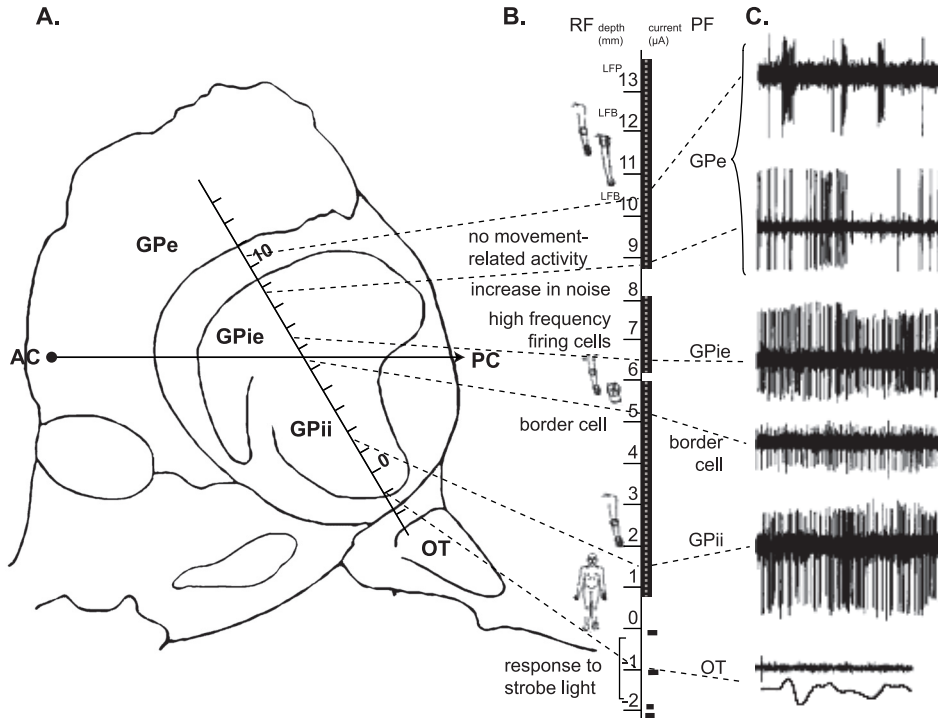 A.
B.
C.
RF depth (mm) current (μA) PF
LFP
13
LFB
12
11
LFB
10
9
8
7
6
5
4
3
2
1
0
-1
-2
no movement-
related activity
increase in noise
high frequency
firing cells
border cell
response to
strobe light
GPe
GPie
border
cell
GPii
OT
GPe
10
GPie
AC
PC
GPii
0
OT